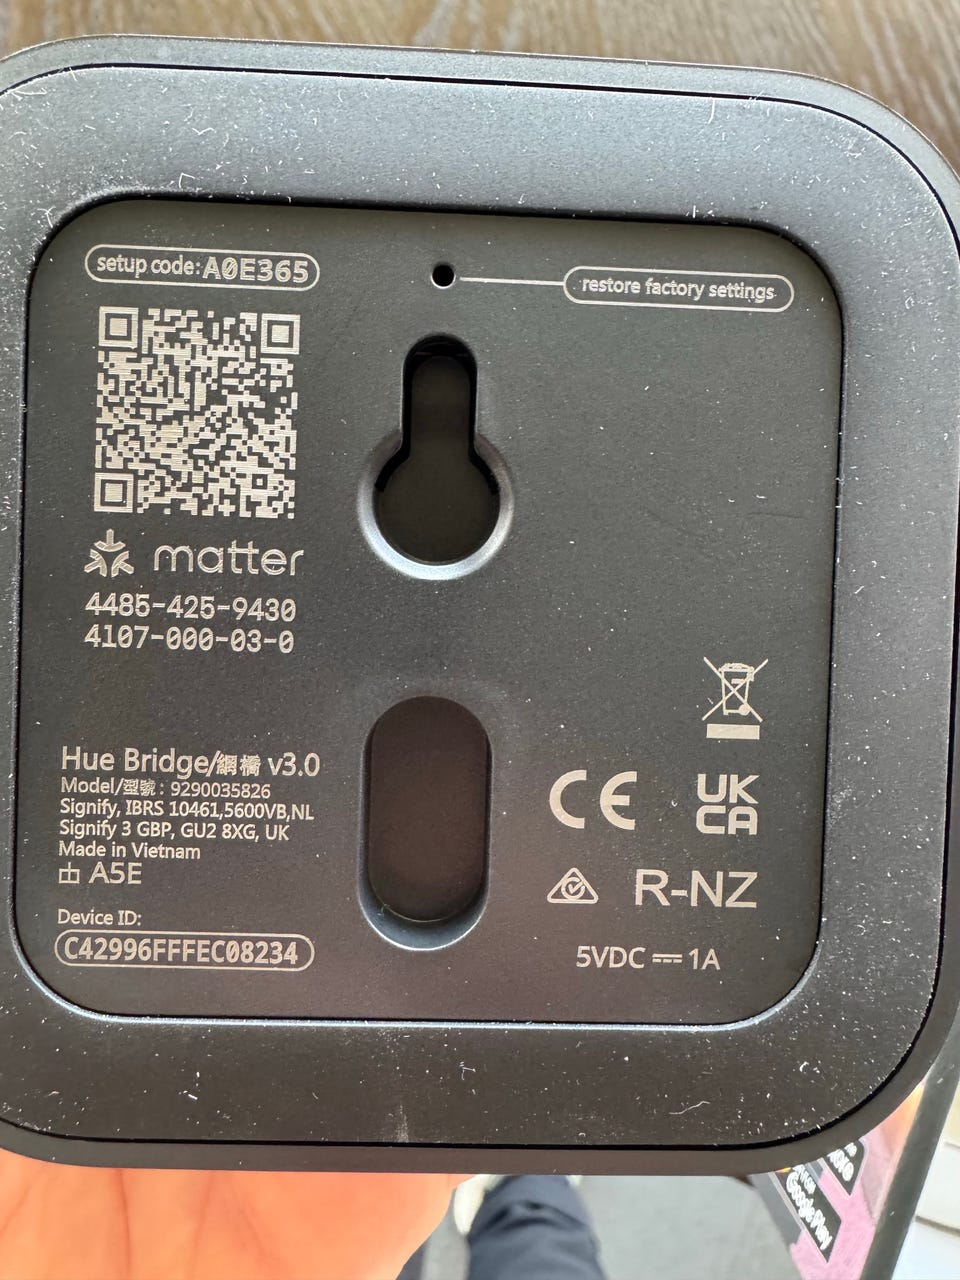 setup code: A0E365
restore factory settings
matter
4485-425-9430
4107-000-03-0
Hue Bridge/網橋 v3.0
Model/型號 : 9290035826
Signify, IBRS 10461,5600VB,NL
Signify 3 GBP, GU2 8XG, UK
Made in Vietnam
A5E
Device ID:
C42996FFFEC08234
CE
UK
CA
R-NZ
5VDC 1A
Google Play